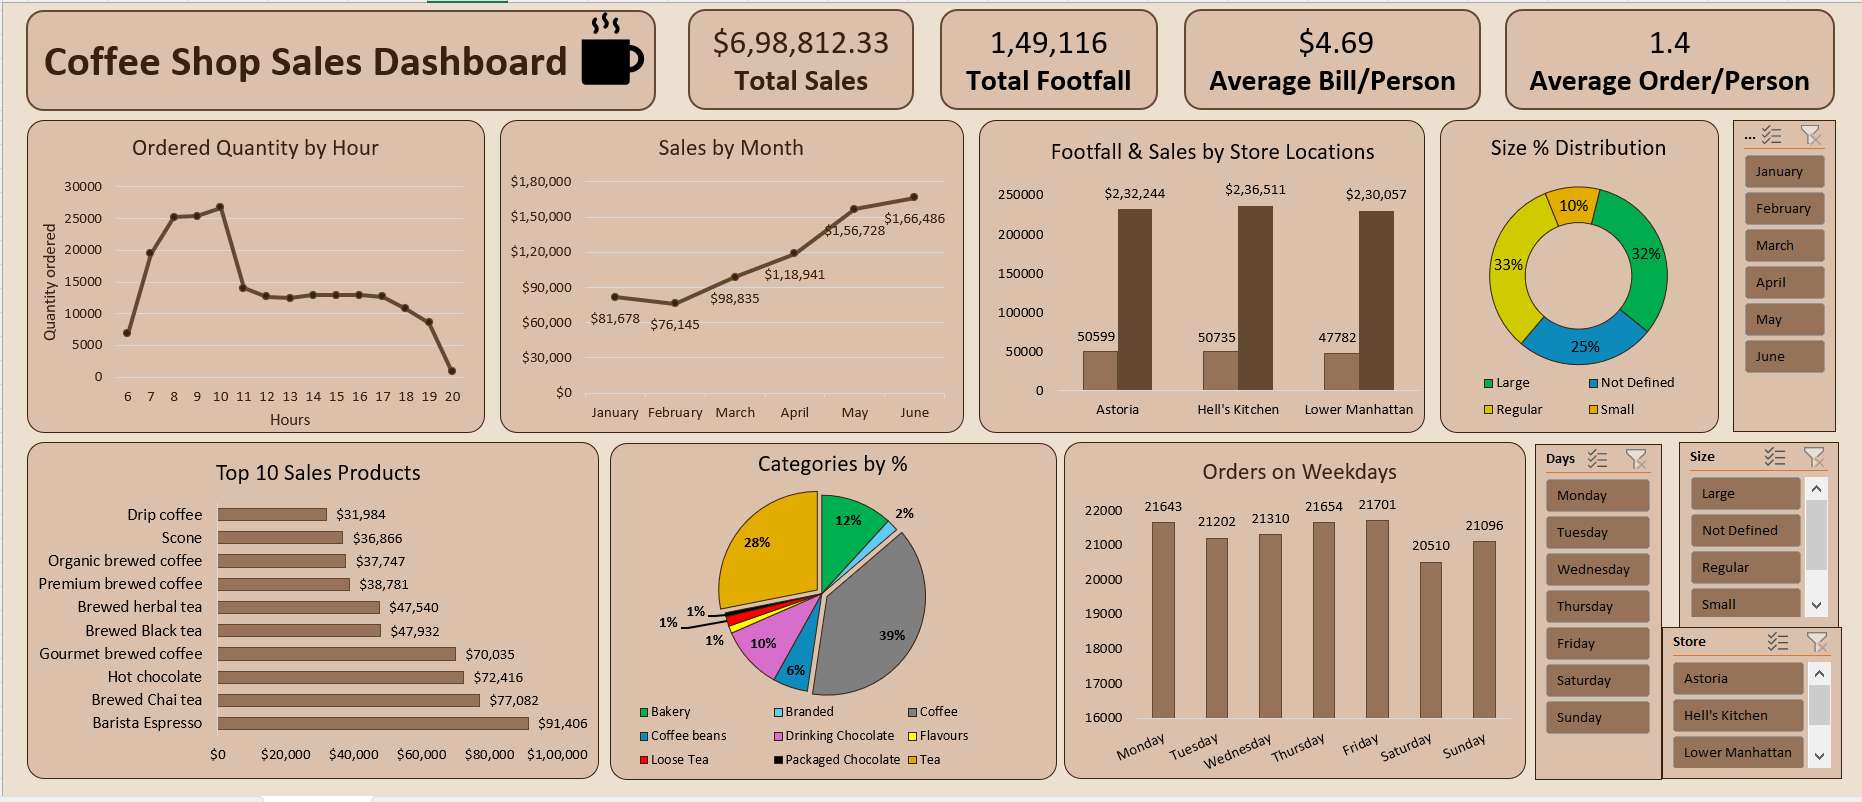 Coffee Shop Sales Dashboard
$6,98,812.33
Total Sales
1,49,116
Total Footfall
$4.69
Average Bill/Person
1.4
Average Order/Person
Ordered Quantity by Hour
Quantity ordered
30000
25000
20000
15000
10000
5000
0
6 7 8 9 10 11 12 13 14 15 16 17 18 19 20
Hours
Sales by Month
$1,80,000
$1,50,000
$1,20,000
$90,000
$60,000
$30,000
$0
$81,678
$76,145
$98,835
$1,18,941
$1,56,728
$1,66,486
January February March April May June
Footfall & Sales by Store Locations
250000
200000
150000
100000
50000
0
50599
$2,32,244
50735
$2,36,511
47782
$2,30,057
Astoria Hell's Kitchen Lower Manhattan
Size % Distribution
10%
32%
33%
25%
Large Not Defined
Regular Small
...
January
February
March
April
May
June
Top 10 Sales Products
Drip coffee $31,984
Scone $36,866
Organic brewed coffee $37,747
Premium brewed coffee $38,781
Brewed herbal tea $47,540
Brewed Black tea $47,932
Gourmet brewed coffee $70,035
Hot chocolate $72,416
Brewed Chai tea $77,082
Barista Espresso $91,406
$0 $20,000 $40,000 $60,000 $80,000 $1,00,000
Categories by %
12%
2%
28%
39%
1%
1%
1%
10%
6%
Bakery Branded Coffee
Coffee beans Drinking Chocolate Flavours
Loose Tea Packaged Chocolate Tea
Orders on Weekdays
22000
21000
20000
19000
18000
17000
16000
21643
21202
21310
21654
21701
20510
21096
Monday Tuesday Wednesday Thursday Friday Saturday Sunday
Days
Monday
Tuesday
Wednesday
Thursday
Friday
Saturday
Sunday
Size
Large
Not Defined
Regular
Small
Store
Astoria
Hell's Kitchen
Lower Manhattan